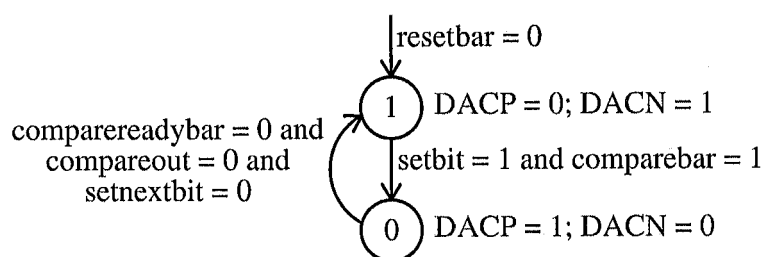 resetbar = 0
1 DACP = 0; DACN = 1
comparereadybar = 0 and
compareout = 0 and
setnextbit = 0
setbit = 1 and comparebar = 1
0 DACP = 1; DACN = 0